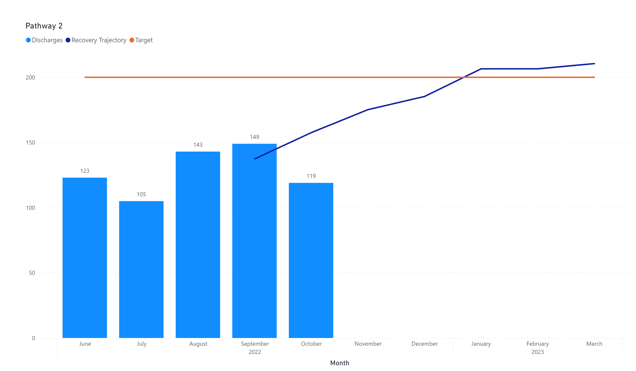 Pathway 2
Discharges Recovery Trajectory Target
200
150
100
50
0
123
105
143
149
119
June July August September October November December January February March
2022 2023
Month